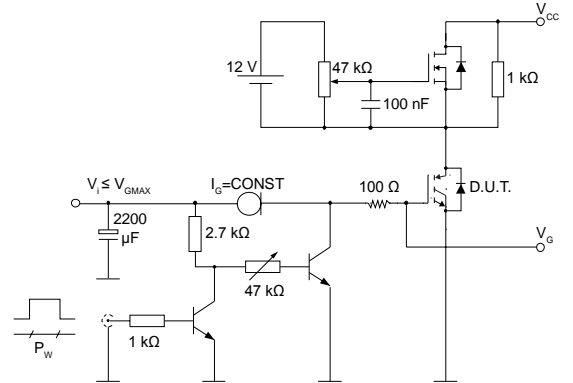 V_CC
12 V
47 kΩ
1 kΩ
100 nF
V_i ≤ V_GMAX
I_G=CONST
100 Ω
D.U.T.
2200
μF
2.7 kΩ
V_G
47 kΩ
1 kΩ
P_W